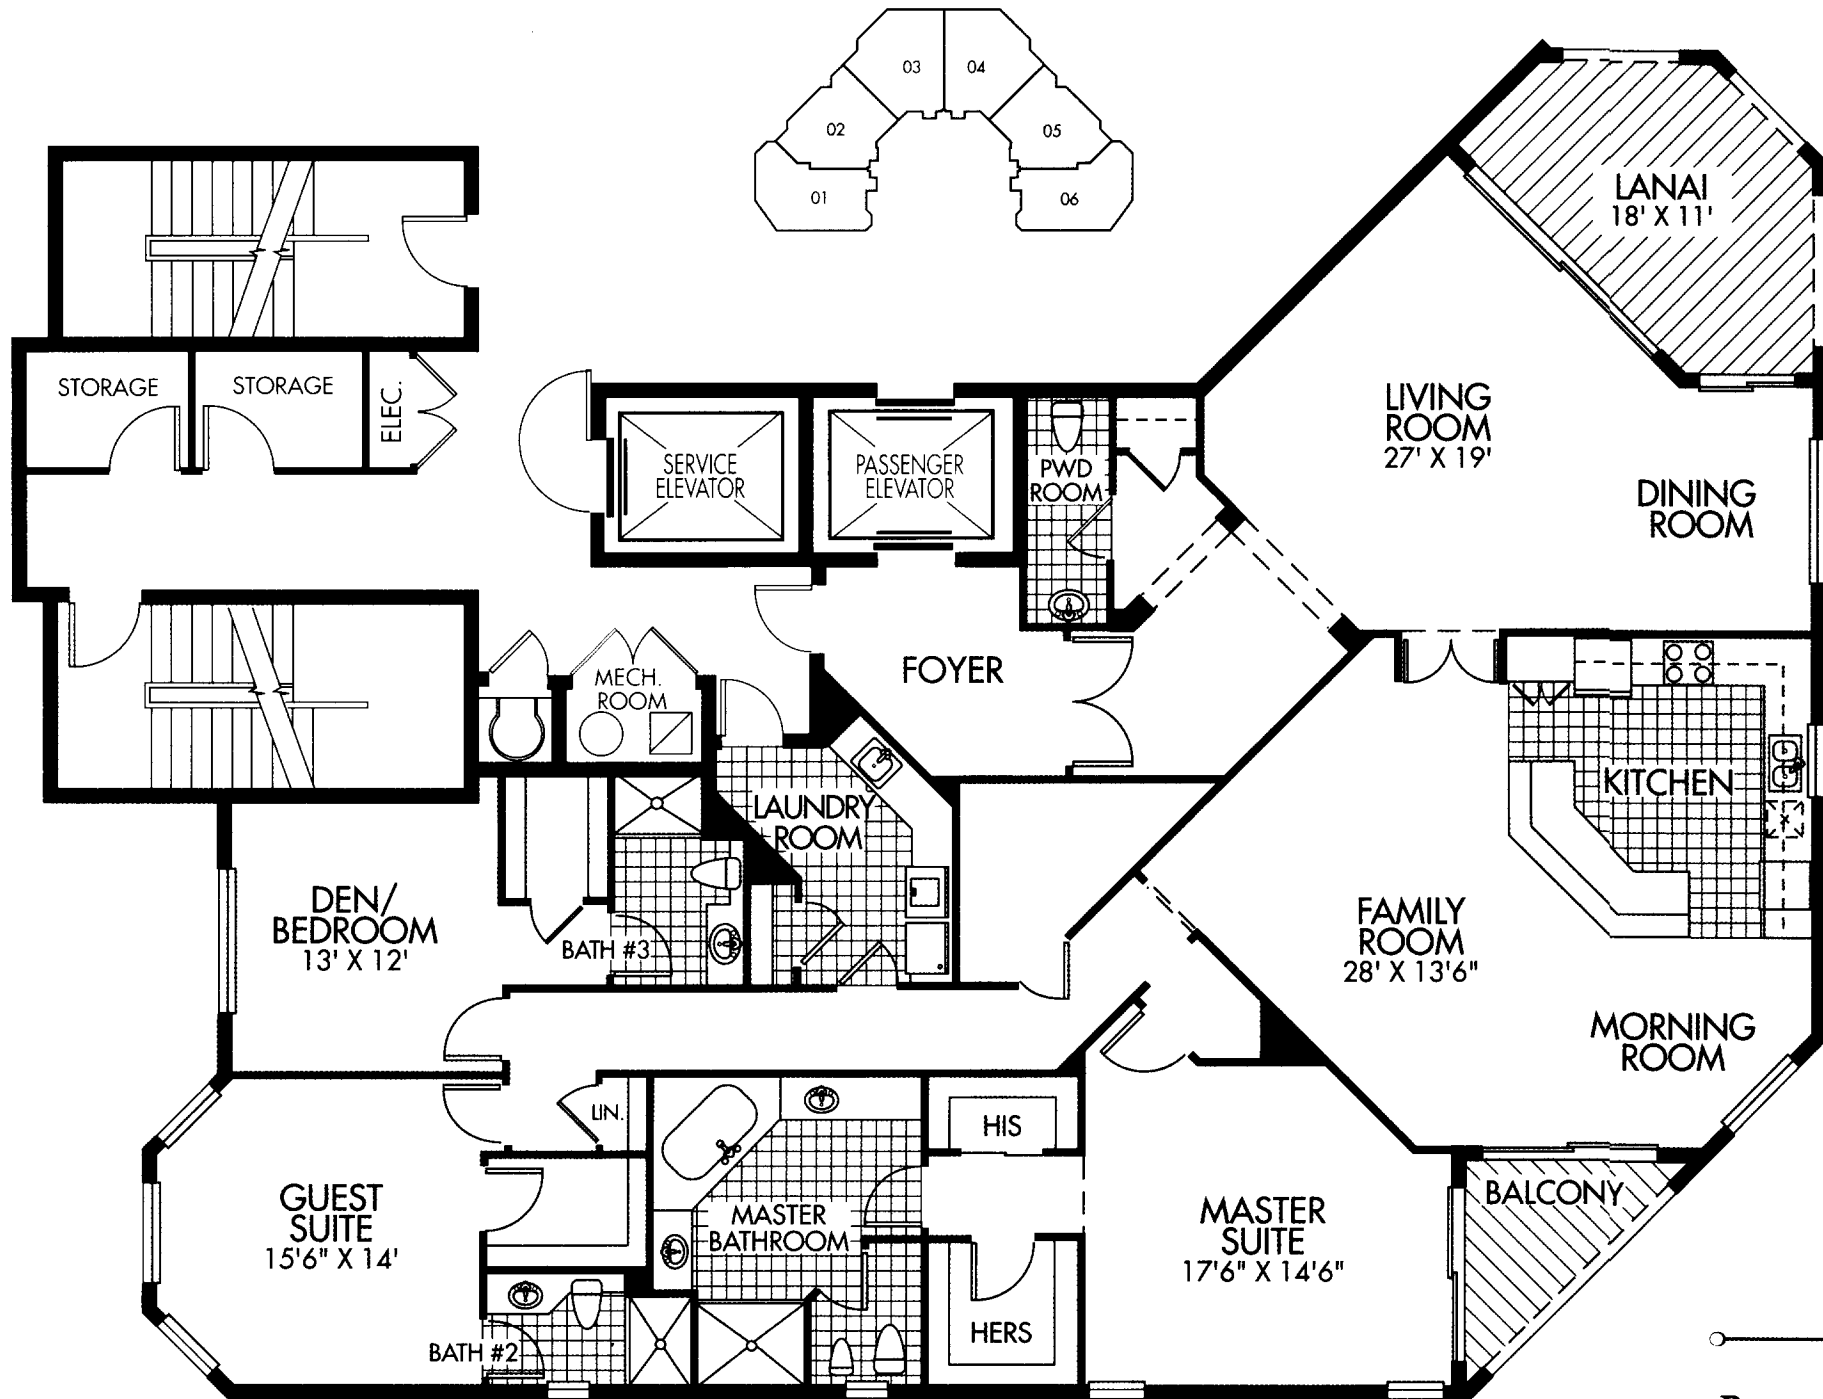 03
04
02
05
01
06
LANAI
18' X 11'
STORAGE
STORAGE
ELEC.
SERVICE
ELEVATOR
PASSENGER
ELEVATOR
PWD
ROOM
LIVING
ROOM
27' X 19'
DINING
ROOM
MECH.
ROOM
FOYER
KITCHEN
LAUNDRY
ROOM
DEN/
BEDROOM
13' X 12'
BATH #3
FAMILY
ROOM
28' X 13'6"
MORNING
ROOM
LIN.
HIS
GUEST
SUITE
15'6" X 14'
MASTER
BATHROOM
MASTER
SUITE
17'6" X 14'6"
BALCONY
HERS
BATH #2